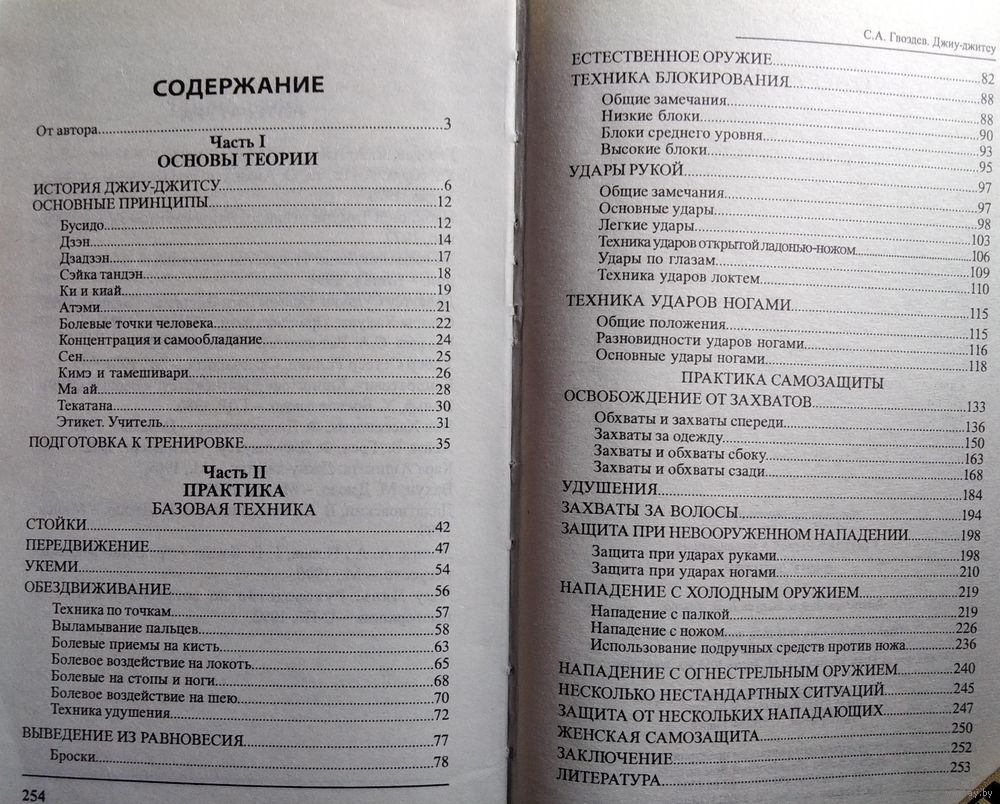 СОДЕРЖАНИЕ
От автора...3
Часть I
ОСНОВЫ ТЕОРИИ
ИСТОРИЯ ДЖИУ-ДЖИТСУ...6
ОСНОВНЫЕ ПРИНЦИПЫ...12
Бусидо...12
Дзэн...14
Дзадзэн...17
Сэйка тандэн...18
Ки и киай...19
Атэми...21
Болевые точки человека...22
Концентрация и самообладание...24
Сен...25
Кимэ и тамешивари...26
Ма ай...28
Текатана...30
Этикет. Учитель...31
ПОДГОТОВКА К ТРЕНИРОВКЕ...35
Часть II
ПРАКТИКА
БАЗОВАЯ ТЕХНИКА
СТОЙКИ...42
ПЕРЕДВИЖЕНИЕ...47
УКЕМИ...54
ОБЕЗДВИЖИВАНИЕ...56
Техника по точкам...57
Выламывание пальцев...58
Болевые приемы на кисть...63
Болевое воздействие на локоть...65
Болевые на стопы и ноги...68
Болевое воздействие на шею...70
Техника удушения...72
ВЫВЕДЕНИЕ ИЗ РАВНОВЕСИЯ...77
Броски...78
254
С.А. Гвоздев. Джиу-джитсу
ЕСТЕСТВЕННОЕ ОРУЖИЕ...82
ТЕХНИКА БЛОКИРОВАНИЯ...88
Общие замечания...88
Низкие блоки...90
Блоки среднего уровня...93
Высокие блоки...95
УДАРЫ РУКОЙ...97
Общие замечания...97
Основные удары...98
Легкие удары...103
Техника ударов открытой ладонью-ножом...106
Удары по глазам...109
Техника ударов локтем...110
ТЕХНИКА УДАРОВ НОГАМИ...115
Общие положения...115
Разновидности ударов ногами...116
Основные удары ногами...118
ПРАКТИКА САМОЗАЩИТЫ
ОСВОБОЖДЕНИЕ ОТ ЗАХВАТОВ...133
Обхваты и захваты спереди...136
Захваты за одежду...150
Захваты и обхваты сбоку...163
Захваты и обхваты сзади...168
УДУШЕНИЯ...184
ЗАХВАТЫ ЗА ВОЛОСЫ...194
ЗАЩИТА ПРИ НЕВООРУЖЕННОМ НАПАДЕНИИ...198
Защита при ударах руками...198
Защита при ударах ногами...210
НАПАДЕНИЕ С ХОЛОДНЫМ ОРУЖИЕМ...219
Нападение с палкой...219
Нападение с ножом...226
Использование подручных средств против ножа...236
НАПАДЕНИЕ С ОГНЕСТРЕЛЬНЫМ ОРУЖИЕМ...240
НЕСКОЛЬКО НЕСТАНДАРТНЫХ СИТУАЦИЙ...245
ЗАЩИТА ОТ НЕСКОЛЬКИХ НАПАДАЮЩИХ...247
ЖЕНСКАЯ САМОЗАЩИТА...250
ЗАКЛЮЧЕНИЕ...252
ЛИТЕРАТУРА...253